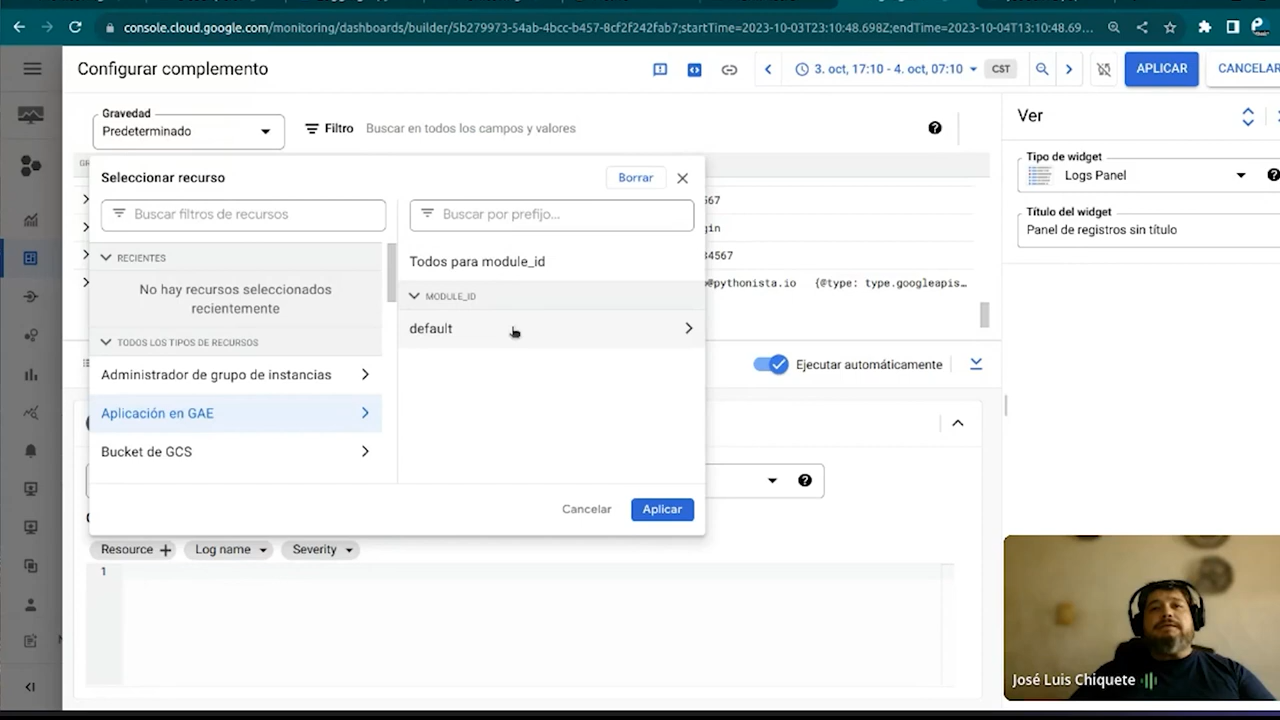 console.cloud.google.com/monitoring/dashboards/builder/5b279973-54ab-4bcc-b457-8cf2f242fab7;startTime=2023-10-03T23:10:48.698Z;endTime=2023-10-04T13:10:48.69...
Configurar complemento
3. oct, 17:10 - 4. oct, 07:10
CST
APLICAR
CANCELAR
Gravedad
Predeterminado
Filtro
Buscar en todos los campos y valores
Ver
Tipo de widget
Logs Panel
Título del widget
Panel de registros sin título
Seleccionar recurso
Borrar
Buscar filtros de recursos
Buscar por prefijo...
RECIENTES
No hay recursos seleccionados
recientemente
TODOS LOS TIPOS DE RECURSOS
Administrador de grupo de instancias
Aplicación en GAE
Bucket de GCS
Todos para module_id
MODULE_ID
default
Cancelar
Aplicar
567
gin
34567
o@pythonista.io {@type: type.googleapis…
Ejecutar automáticamente
Resource
Log name
Severity
1
José Luis Chiquete